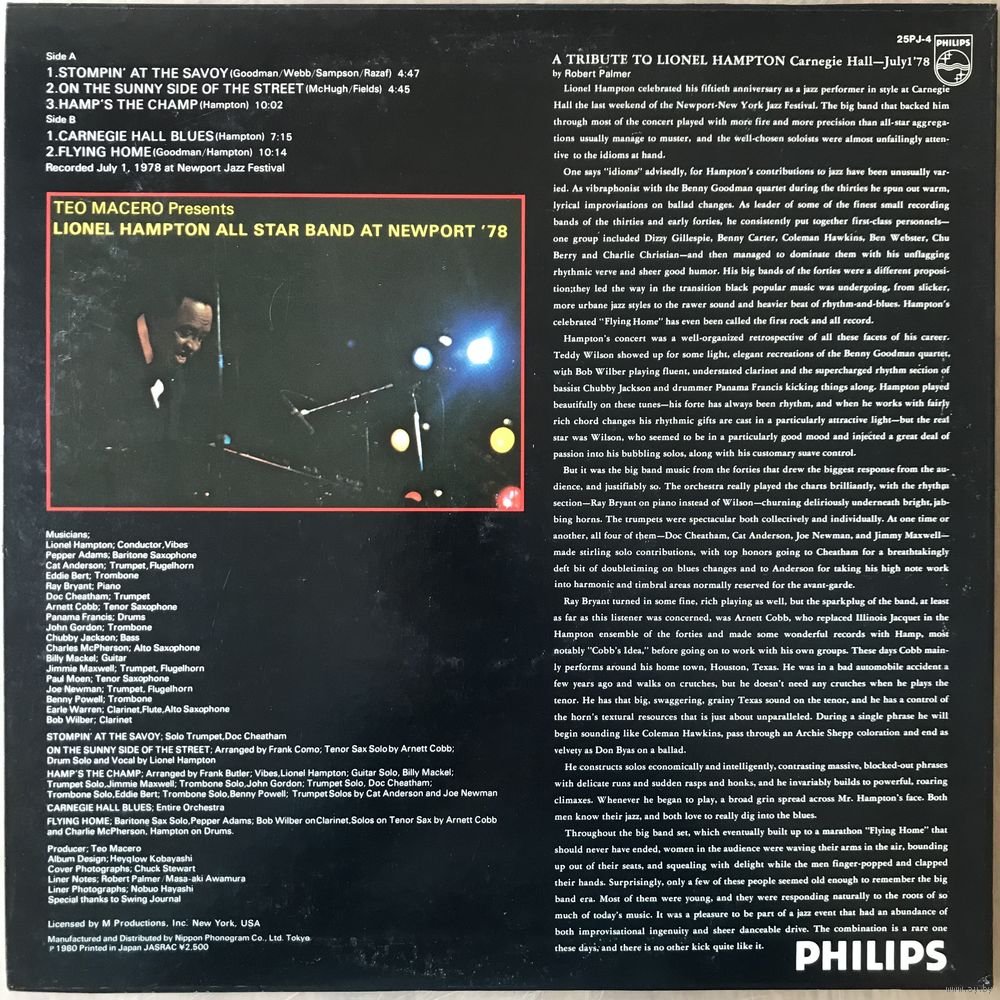 Side A
1.STOMPIN' AT THE SAVOY(Goodman/Webb/Sampson/Razaf) 4:47
2.ON THE SUNNY SIDE OF THE STREET(McHugh/Fields) 4:45
3.HAMP'S THE CHAMP(Hampton) 10:02
Side B
1.CARNEGIE HALL BLUES(Hampton) 7:15
2.FLYING HOME(Goodman/Hampton) 10:14
Recorded July 1, 1978 at Newport Jazz Festival
TEO MACERO Presents
LIONEL HAMPTON ALL STAR BAND AT NEWPORT '78
Musicians;
Lionel Hampton; Conductor,Vibes
Pepper Adams; Baritone Saxophone
Cat Anderson; Trumpet,Flugelhorn
Eddie Bert; Trombone
Ray Bryant; Piano
Doc Cheatham; Trumpet
Arnett Cobb; Tenor Saxophone
Panama Francis; Drums
John Gordon; Trombone
Chubby Jackson; Bass
Charles McPherson; Alto Saxophone
Billy Mackel; Guitar
Jimmie Maxwell; Trumpet, Flugelhorn
Paul Moen; Tenor Saxophone
Joe Newman; Trumpet, Flugelhorn
Benny Powell; Trombone
Earle Warren; Clarinet,Flute,Alto Saxophone
Bob Wilber; Clarinet
STOMPIN' AT THE SAVOY; Solo Trumpet,Doc Cheatham
ON THE SUNNY SIDE OF THE STREET; Arranged by Frank Como; Tenor Sax Solo by Arnett Cobb;
Drum Solo and Vocal by Lionel Hampton
HAMP'S THE CHAMP; Arranged by Frank Butler; Vibes,Lionel Hampton; Guitar Solo, Billy Mackel;
Trumpet Solo,Jimmie Maxwell; Trombone Solo,John Gordon; Trumpet Solo, Doc Cheatham;
Trombone Solo,Eddie Bert; Trombone Solo,Benny Powell; Trumpet Solos by Cat Anderson and Joe Newman
CARNEGIE HALL BLUES; Entire Orchestra
FLYING HOME; Baritone Sax Solo,Pepper Adams; Bob Wilber on Clarinet,Solos on Tenor Sax by Arnett Cobb
and Charlie McPherson, Hampton on Drums.
Producer; Teo Macero
Album Design; Heyqlow Kobayashi
Cover Photographs; Chuck Stewart
Liner Notes; Robert Palmer/Masa-aki Awamura
Liner Photographs; Nobuo Hayashi
Special thanks to Swing Journal
Licensed by M Productions, Inc. New York, USA
Manufactured and Distributed by Nippon Phonogram Co., Ltd. Tokyo
℗ 1980 Printed in Japan JASRAC ¥2,500
25PJ-4
PHILIPS
A TRIBUTE TO LIONEL HAMPTON Carnegie Hall—July1'78
by Robert Palmer
Lionel Hampton celebrated his fiftieth anniversary as a jazz performer in style at Carnegie
Hall the last weekend of the Newport-New York Jazz Festival. The big band that backed him
through most of the concert played with more fire and more precision than all-star aggrega-
tions usually manage to muster, and the well-chosen soloists were almost unfailingly atten-
tive to the idioms at hand.
One says "idioms" advisedly, for Hampton's contributions to jazz have been unusually var-
ied. As vibraphonist with the Benny Goodman quartet during the thirties he spun out warm,
lyrical improvisations on ballad changes. As leader of some of the finest small recording
bands of the thirties and early forties, he consistently put together first-class personnels—
one group included Dizzy Gillespie, Benny Carter, Coleman Hawkins, Ben Webster, Chu
Berry and Charlie Christian—and then managed to dominate them with his unflagging
rhythmic verve and sheer good humor. His big bands of the forties were a different proposi-
tion;they led the way in the transition black popular music was undergoing, from slicker,
more urbane jazz styles to the rawer sound and heavier beat of rhythm-and-blues. Hampton's
celebrated "Flying Home" has even been called the first rock and all record.
Hampton's concert was a well-organized retrospective of all these facets of his career.
Teddy Wilson showed up for some light, elegant recreations of the Benny Goodman quartet,
with Bob Wilber playing fluent, understated clarinet and the supercharged rhythm section of
bassist Chubby Jackson and drummer Panama Francis kicking things along. Hampton played
beautifully on these tunes—his forte has always been rhythm, and when he works with fairly
rich chord changes his rhythmic gifts are cast in a particularly attractive light—but the real
star was Wilson, who seemed to be in a particularly good mood and injected a great deal of
passion into his bubbling solos, along with his customary suave control.
But it was the big band music from the forties that drew the biggest response from the au-
dience, and justifiably so. The orchestra really played the charts brilliantly, with the rhythm
section—Ray Bryant on piano instead of Wilson—churning deliriously underneath bright, jab-
bing horns. The trumpets were spectacular both collectively and individually. At one time or
another, all four of them—Doc Cheatham, Cat Anderson, Joe Newman, and Jimmy Maxwell—
made stirling solo contributions, with top honors going to Cheatham for a breathtakingly
deft bit of doubletiming on blues changes and to Anderson for taking his high note work
into harmonic and timbral areas normally reserved for the avant-garde.
Ray Bryant turned in some fine, rich playing as well, but the sparkplug of the band, at least
as far as this listener was concerned, was Arnett Cobb, who replaced Illinois Jacquet in the
Hampton ensemble of the forties and made some wonderful records with Hamp, most
notably "Cobb's Idea," before going on to work with his own groups. These days Cobb main-
ly performs around his home town, Houston, Texas. He was in a bad automobile accident a
few years ago and walks on crutches, but he doesn't need any crutches when he plays the
tenor. He has that big, swaggering, grainy Texas sound on the tenor, and he has a control of
the horn's textural resources that is just about unparalleled. During a single phrase he will
begin sounding like Coleman Hawkins, pass through an Archie Shepp coloration and end as
velvety as Don Byas on a ballad.
He constructs solos economically and intelligently, contrasting massive, blocked-out phrases
with delicate runs and sudden rasps and honks, and he invariably builds to powerful, roaring
climaxes. Whenever he began to play, a broad grin spread across Mr. Hampton's face. Both
men know their jazz, and both love to really dig into the blues.
Throughout the big band set, which eventually built up to a marathon "Flying Home" that
should never have ended, women in the audience were waving their arms in the air, bounding
up out of their seats, and squealing with delight while the men finger-popped and clapped
their hands. Surprisingly, only a few of these people seemed old enough to remember the big
band era. Most of them were young, and they were responding naturally to the roots of so
much of today's music. It was a pleasure to be part of a jazz event that had an abundance of
both improvisational ingenuity and sheer danceable drive. The combination is a rare one
these days, and there is no other kick quite like it.
PHILIPS